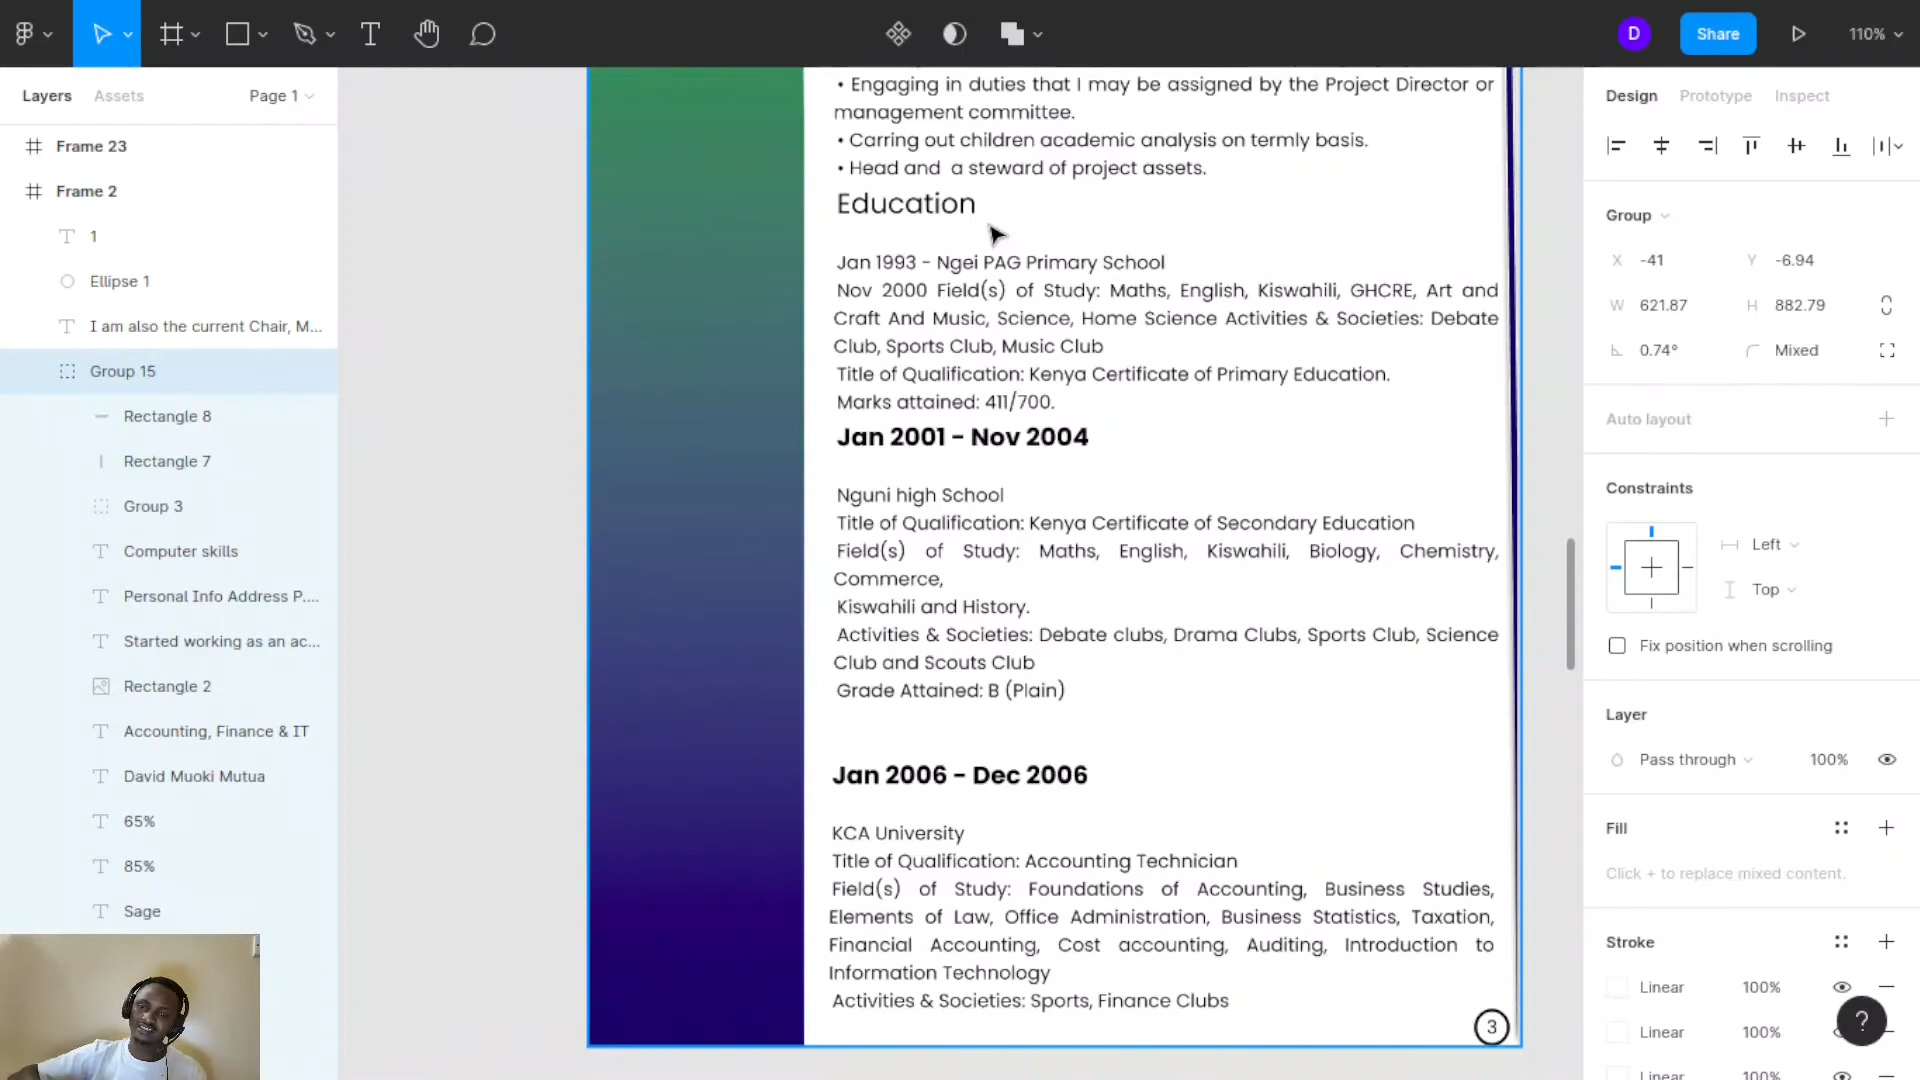 D
Share
110%
Layers
Assets
Page 1
Frame 23
Frame 2
1
Ellipse 1
I am also the current Chair, M...
Group 15
Rectangle 8
Rectangle 7
Group 3
Computer skills
Personal Info Address P....
Started working as an ac...
Rectangle 2
Accounting, Finance & IT
David Muoki Mutua
65%
85%
Sage
• Engaging in duties that I may be assigned by the Project Director or
management committee.
• Carring out children academic analysis on termly basis.
• Head and  a steward of project assets.
Education
Jan 1993 - Ngei PAG Primary School
Nov 2000 Field(s) of Study: Maths, English, Kiswahili, GHCRE, Art and
Craft And Music, Science, Home Science Activities & Societies: Debate
Club, Sports Club, Music Club
Title of Qualification: Kenya Certificate of Primary Education.
Marks attained: 411/700.
Jan 2001 - Nov 2004
Nguni high School
Title of Qualification: Kenya Certificate of Secondary Education
Field(s) of Study: Maths, English, Kiswahili, Biology, Chemistry,
Commerce,
Kiswahili and History.
Activities & Societies: Debate clubs, Drama Clubs, Sports Club, Science
Club and Scouts Club
Grade Attained: B (Plain)
Jan 2006 - Dec 2006
KCA University
Title of Qualification: Accounting Technician
Field(s) of Study: Foundations of Accounting, Business Studies,
Elements of Law, Office Administration, Business Statistics, Taxation,
Financial Accounting, Cost accounting, Auditing, Introduction to
Information Technology
Activities & Societies: Sports, Finance Clubs
3
Design
Prototype
Inspect
Group
X -41 Y -6.94
W 621.87 H 882.79
0.74° Mixed
Auto layout
Constraints
Left
Top
Fix position when scrolling
Layer
Pass through 100%
Fill
Click + to replace mixed content.
Stroke
Linear 100%
Linear 100%
Linear 100%
?